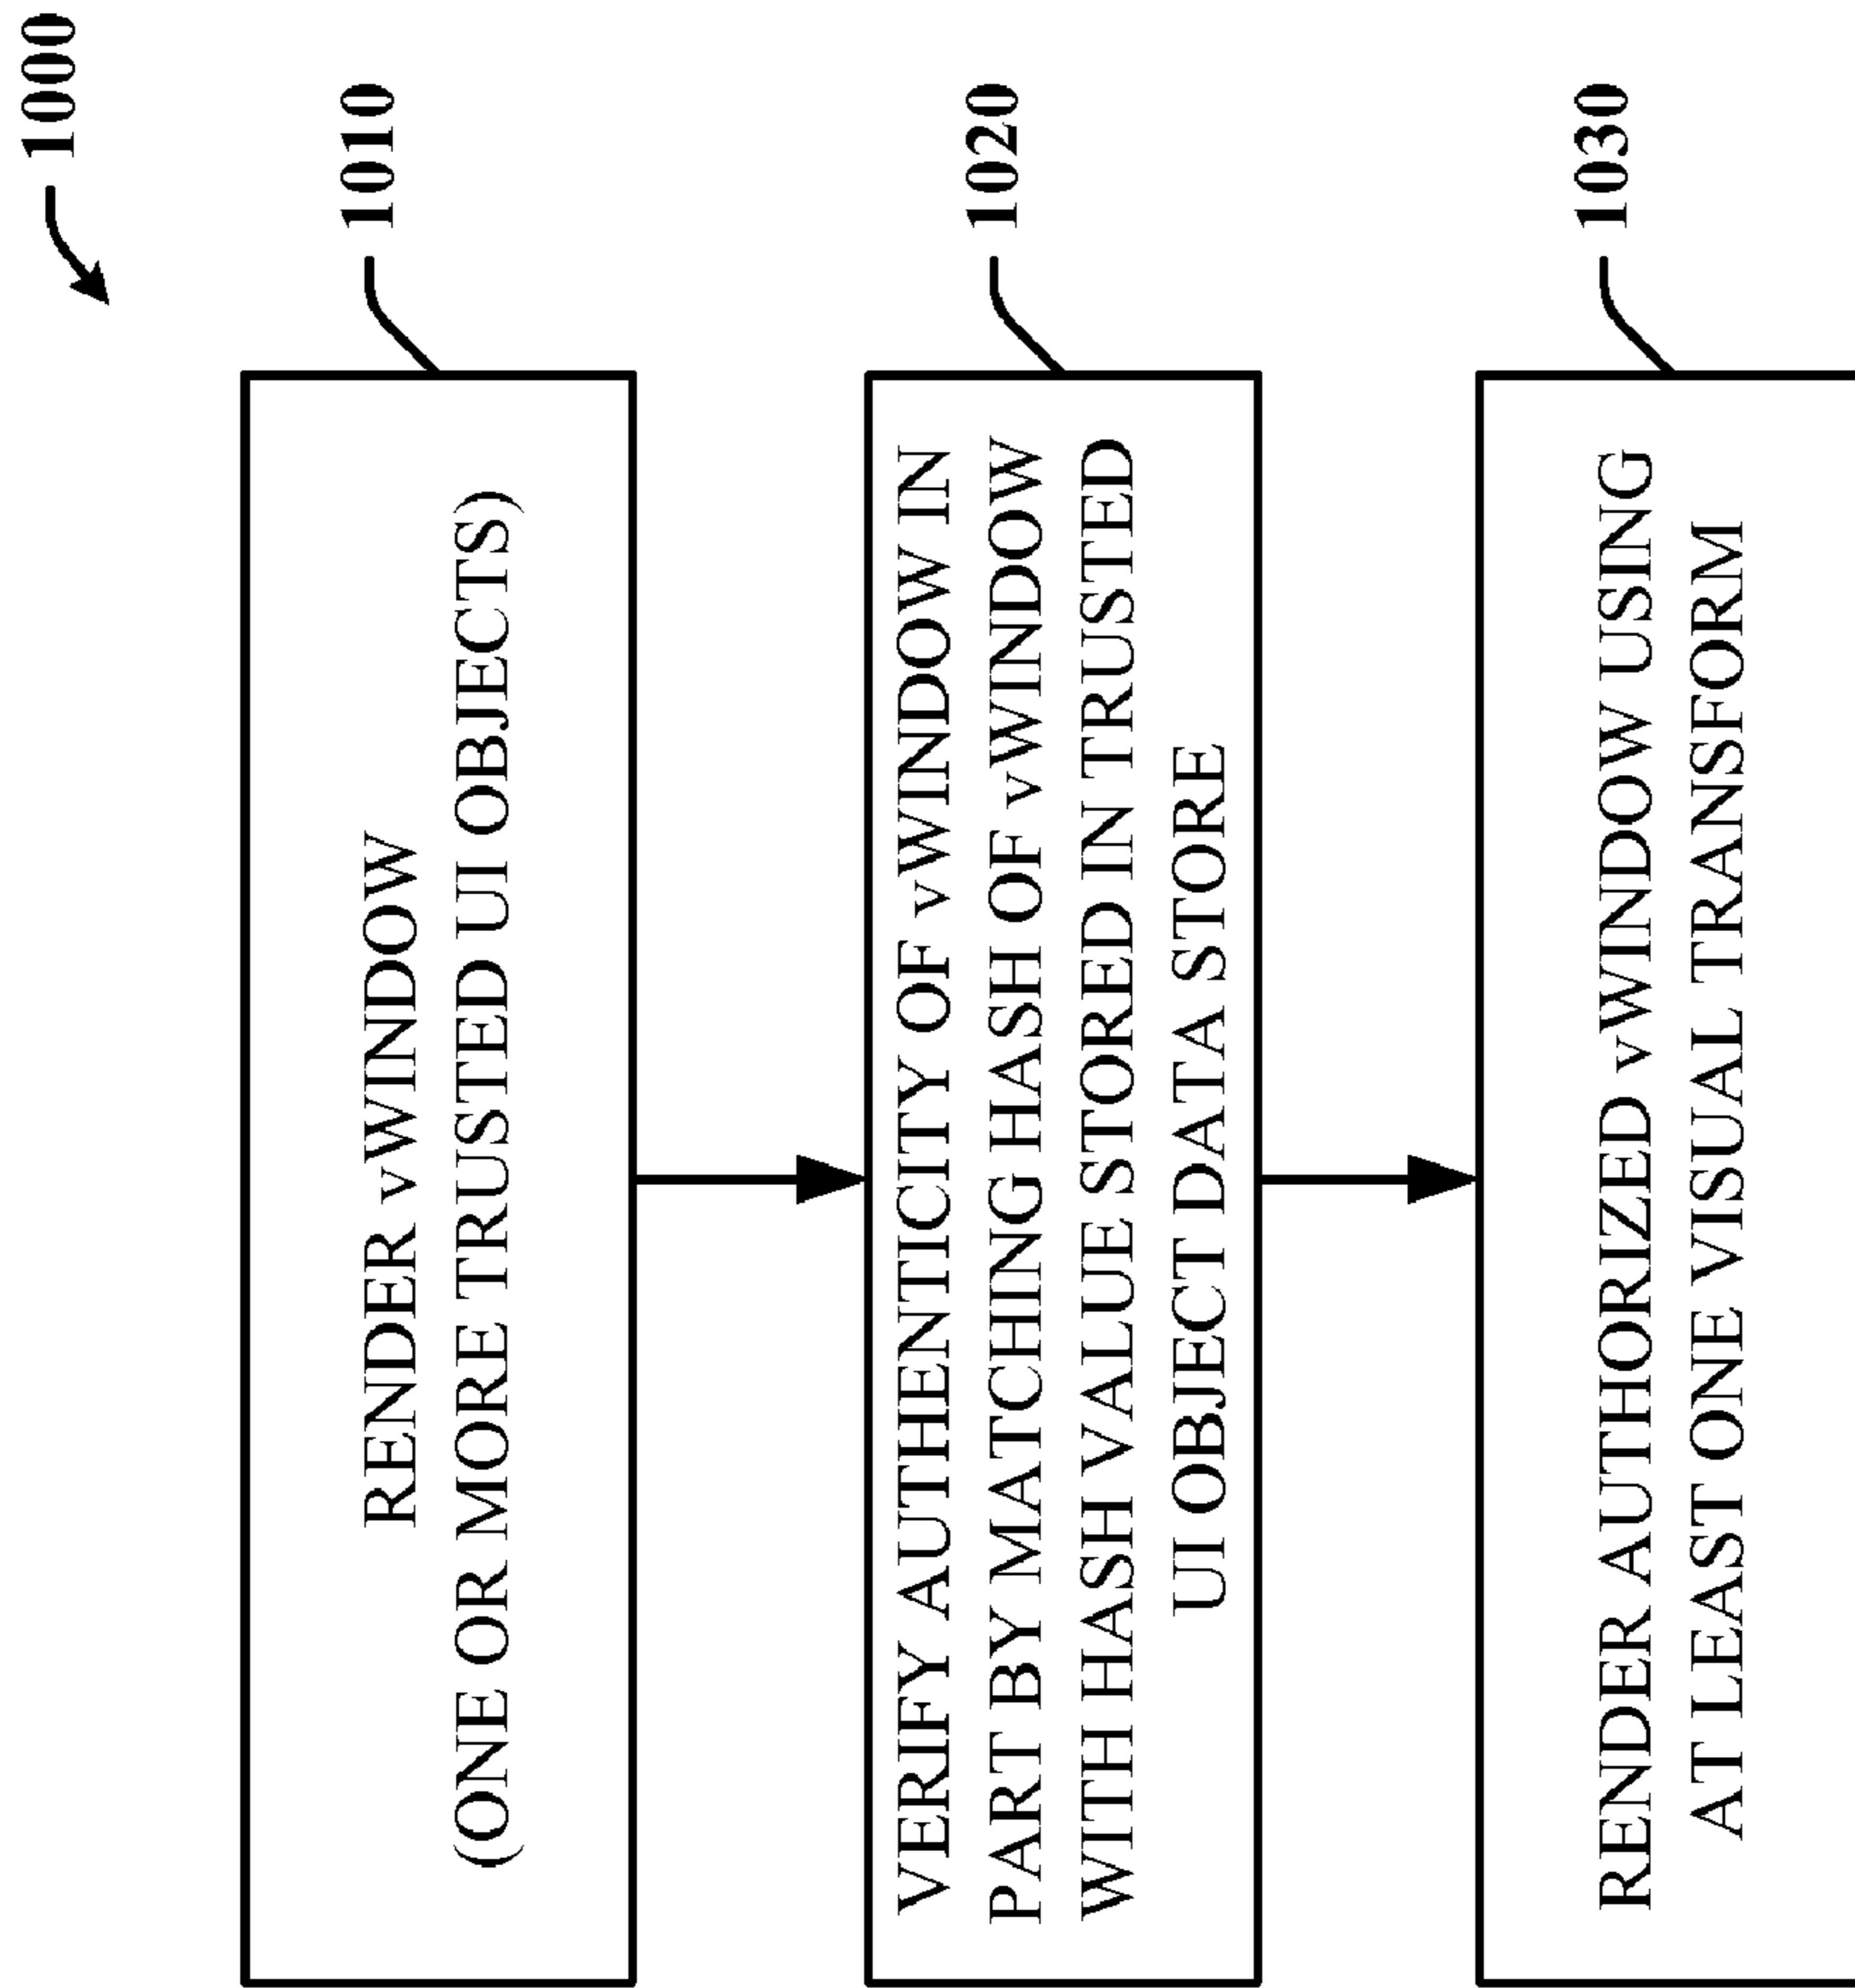 1000
1010
RENDER vWINDOW
(ONE OR MORE TRUSTED UI OBJECTS)
1020
VERIFY AUTHENTICITY OF vWINDOW IN
PART BY MATCHING HASH OF vWINDOW
WITH HASH VALUE STORED IN TRUSTED
UI OBJECT DATA STORE
1030
RENDER AUTHORIZED vWINDOW USING
AT LEAST ONE VISUAL TRANSFORM